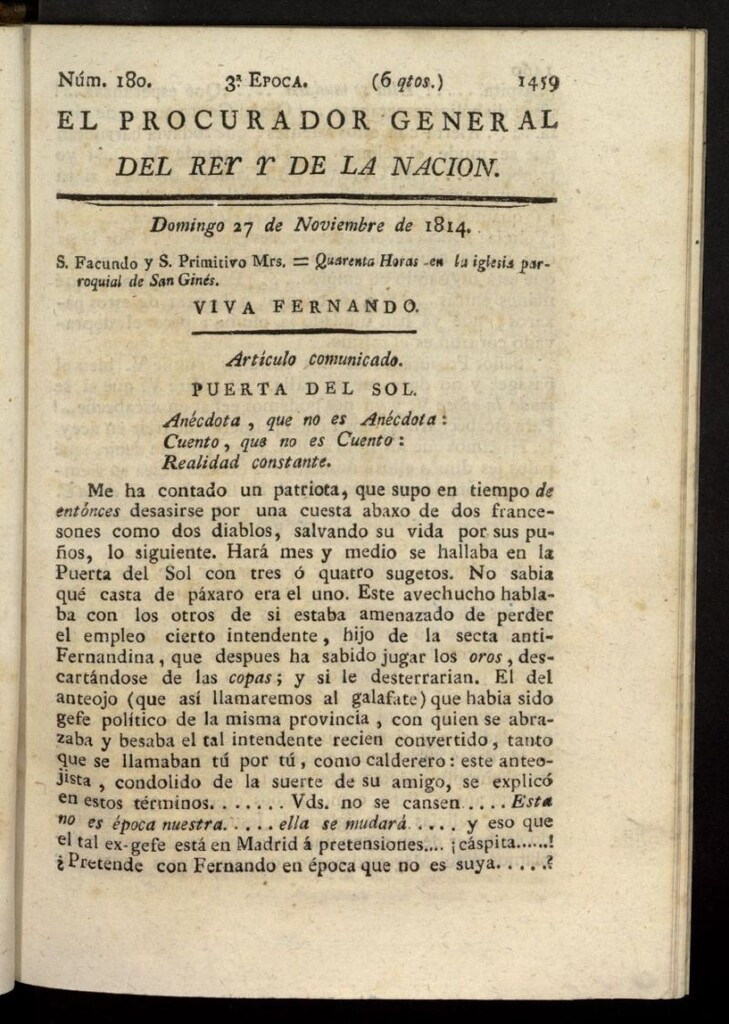 Núm. 180. 3ª EPOCA. (6 qtos.) 1459
EL PROCURADOR GENERAL
DEL REY Y DE LA NACION.
Domingo 27 de Noviembre de 1814.
S. Facundo y S. Primitivo Mrs. = Quarenta Horas en la iglesia par-
roquial de San Ginés.
VIVA FERNANDO.
Artículo comunicado.
PUERTA DEL SOL.
Anécdota, que no es Anécdota:
Cuento, que no es Cuento:
Realidad constante.
Me ha contado un patriota, que supo en tiempo de
entónces desasirse por una cuesta abaxo de dos france-
sones como dos diablos, salvando su vida por sus pu-
ños, lo siguiente. Hará mes y medio se hallaba en la
Puerta del Sol con tres ó quatro sugetos. No sabia
qué casta de páxaro era el uno. Este avechucho habla-
ba con los otros de si estaba amenazado de perder
el empleo cierto intendente, hijo de la secta anti-
Fernandina, que despues ha sabido jugar los oros, des-
cartándose de las copas; y si le desterrarian. El del
anteojo (que así llamaremos al galafate) que habia sido
gefe político de la misma provincia, con quien se abra-
zaba y besaba el tal intendente recien convertido, tanto
que se llamaban tú por tú, como calderero: este anteo-
jista, condolido de la suerte de su amigo, se explicó
en estos términos....... Vds. no se cansen.... Esta
no es época nuestra..... ella se mudará..... y eso que
el tal ex-gefe está en Madrid á pretensiones.... ¡cáspita......!
¿Pretende con Fernando en época que no es suya.....?